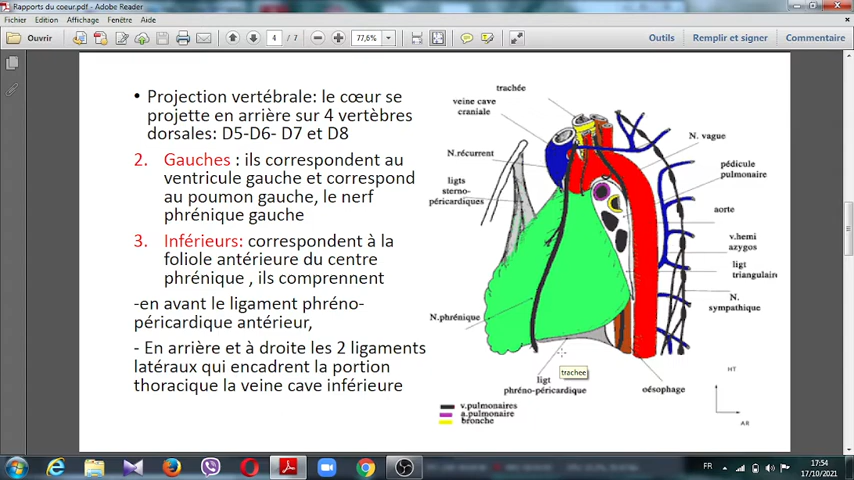 Rapports du coeur.pdf - Adobe Reader
Fichier Edition Affichage Fenêtre Aide
Ouvrir
4 / 7
77,6%
Outils
Remplir et signer
Commentaire
• Projection vertébrale: le cœur se
projette en arrière sur 4 vertèbres
dorsales: D5-D6- D7 et D8
2. Gauches : ils correspondent au
ventricule gauche et correspond
au poumon gauche, le nerf
phrénique gauche
3. Inférieurs: correspondent à la
foliole antérieure du centre
phrénique , ils comprennent
-en avant le ligament phréno-
péricardique antérieur,
- En arrière et à droite les 2 ligaments
latéraux qui encadrent la portion
thoracique la veine cave inférieure
trachée
veine cave
craniale
N.récurrent
ligts
sterno-
péricardiques
N.phrénique
N. vague
pédicule
pulmonaire
aorte
v.hemi
azygos
ligt
triangulaire
N.
sympathique
trachee
ligt
phréno-péricardique
oésophage
HT
AR
v.pulmonaires
a.pulmonaire
bronche
FR
17:54
17/10/2021